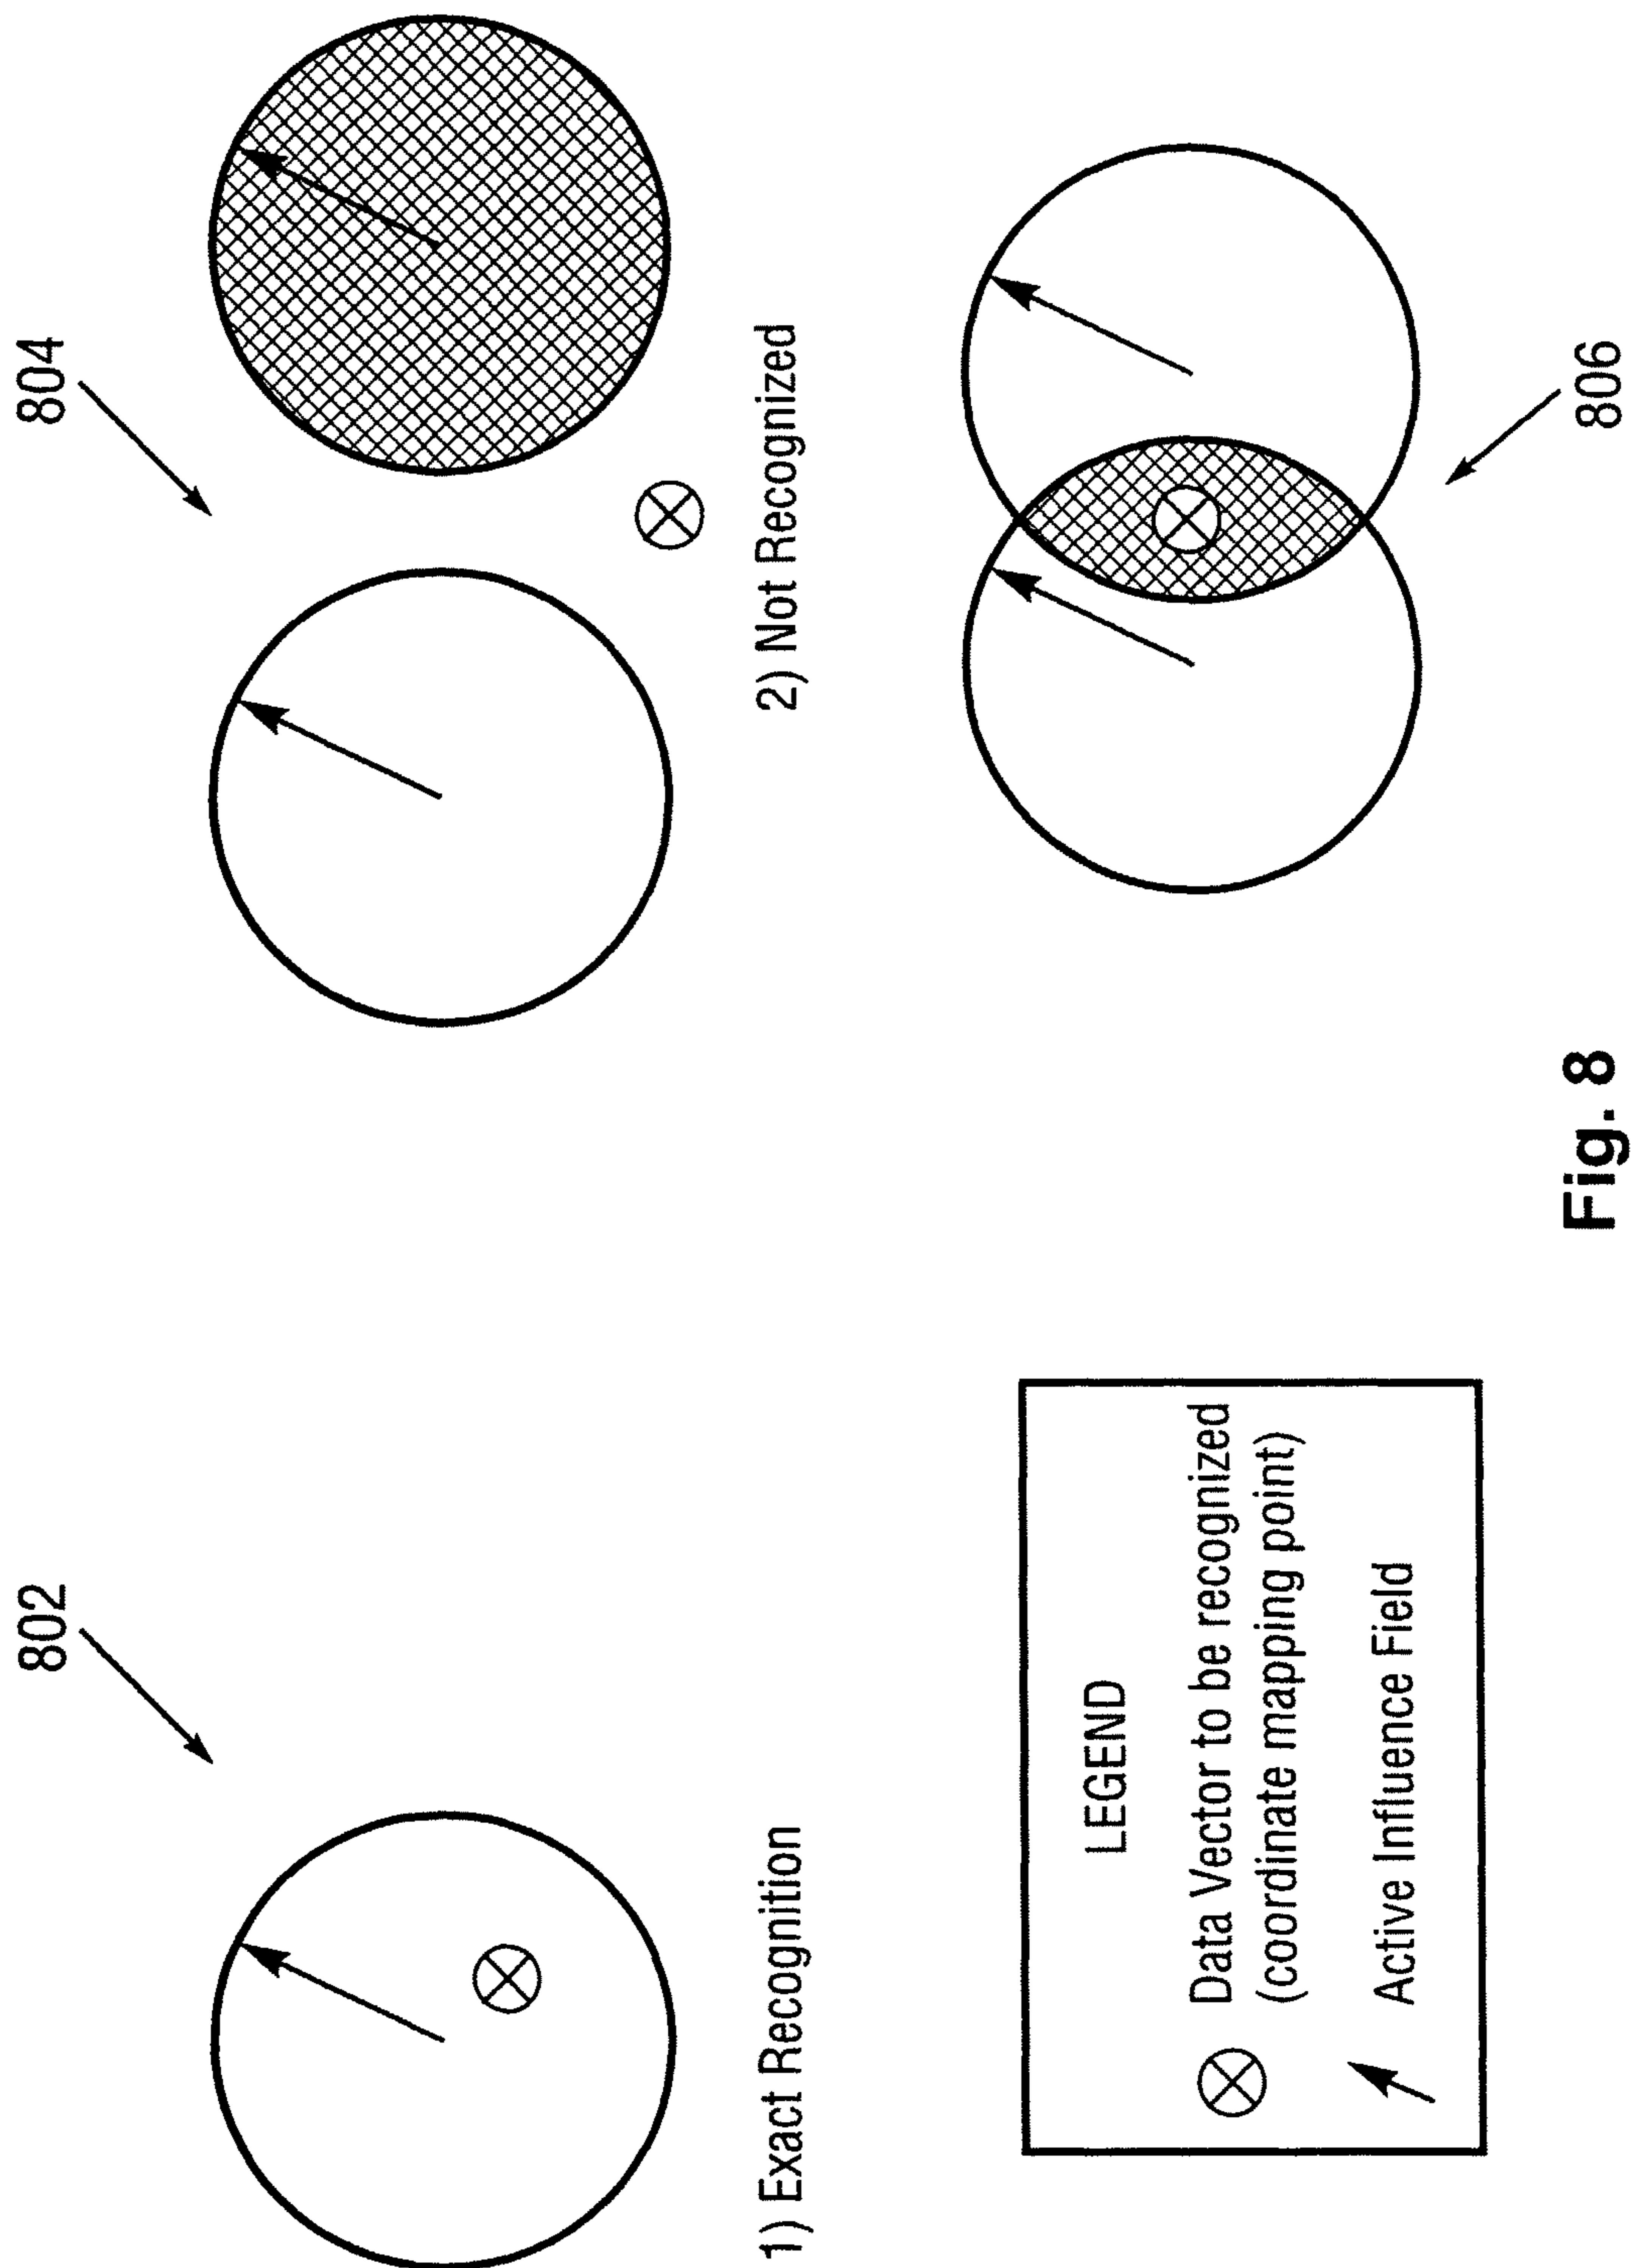 802
804
1) Exact Recognition
2) Not Recognized
LEGEND
Data Vector to be recognized
(coordinate mapping point)
Active Influence Field
806
Fig. 8